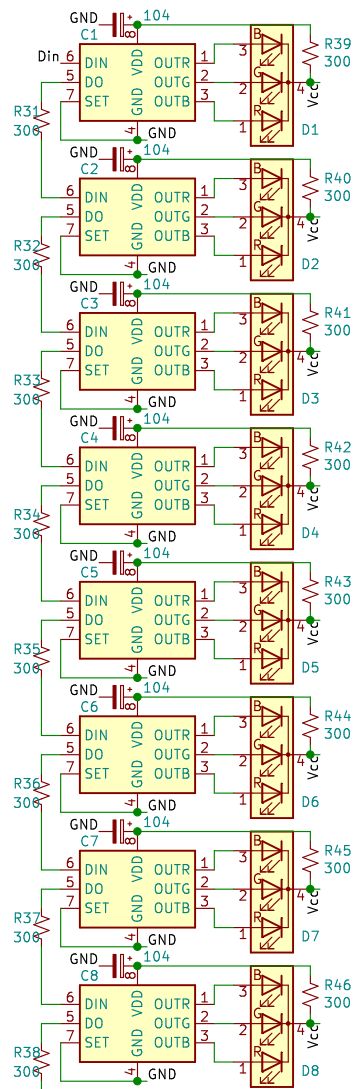 GND + 104
C1 8 VDD B R39
Din 6 DIN OUTR 1 3 300
5 DO OUTG 2 2 G 4 Vcc
R31 7 SET GND OUTB 3 1 R
300 4 GND D1
GND + 104
C2 8 VDD B R40
6 DIN OUTR 1 3 300
5 DO OUTG 2 2 G 4 Vcc
R32 7 SET GND OUTB 3 1 R
300 4 GND D2
GND + 104
C3 8 VDD B R41
6 DIN OUTR 1 3 300
5 DO OUTG 2 2 G 4 Vcc
R33 7 SET GND OUTB 3 1 R
300 4 GND D3
GND + 104
C4 8 VDD B R42
6 DIN OUTR 1 3 300
5 DO OUTG 2 2 G 4 Vcc
R34 7 SET GND OUTB 3 1 R
300 4 GND D4
GND + 104
C5 8 VDD B R43
6 DIN OUTR 1 3 300
5 DO OUTG 2 2 G 4 Vcc
R35 7 SET GND OUTB 3 1 R
300 4 GND D5
GND + 104
C6 8 VDD B R44
6 DIN OUTR 1 3 300
5 DO OUTG 2 2 G 4 Vcc
R36 7 SET GND OUTB 3 1 R
300 4 GND D6
GND + 104
C7 8 VDD B R45
6 DIN OUTR 1 3 300
5 DO OUTG 2 2 G 4 Vcc
R37 7 SET GND OUTB 3 1 R
300 4 GND D7
GND + 104
C8 8 VDD B R46
6 DIN OUTR 1 3 300
5 DO OUTG 2 2 G 4 Vcc
R38 7 SET GND OUTB 3 1 R
300 4 GND D8